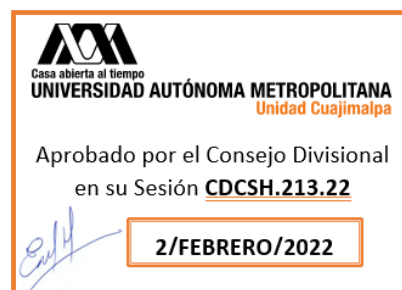 Casa abierta al tiempo
UNIVERSIDAD AUTÓNOMA METROPOLITANA
Unidad Cuajimalpa
Aprobado por el Consejo Divisional
en su Sesión CDCSH.213.22
2/FEBRERO/2022